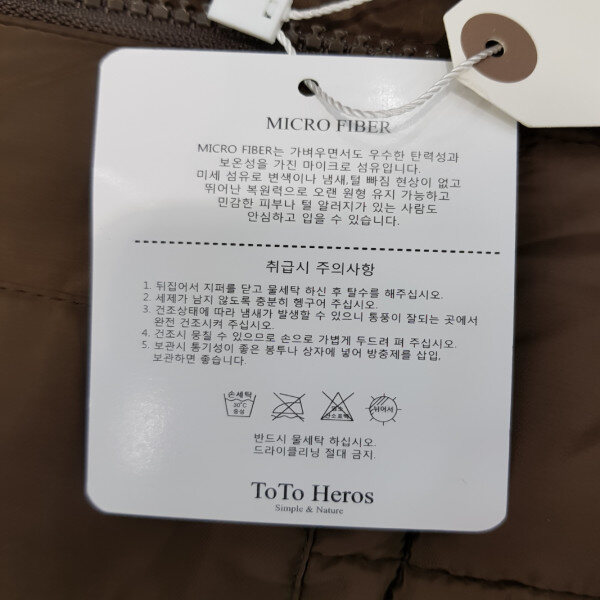 MICRO FIBER
MICRO FIBER는 가벼우면서도 우수한 탄력성과
보온성을 가진 마이크로 섬유입니다.
미세 섬유로 변색이나 냄새,털 빠짐 현상이 없고
뛰어난 복원력으로 오랜 원형 유지 가능하고
민감한 피부나 털 알러지가 있는 사람도
안심하고 입을 수 있습니다.
취급시 주의사항
1. 뒤집어서 지퍼를 닫고 물세탁 하신 후 탈수를 해주십시오.
2. 세제가 남지 않도록 충분히 헹구어 주십시오.
3. 건조상태에 따라 냄새가 발생할 수 있으니 통풍이 잘되는 곳에서
완전 건조시켜 주십시오.
4. 건조시 뭉칠 수 있으므로 손으로 가볍게 두드려 펴 주십시오.
5. 보관시 통기성이 좋은 봉투나 상자에 넣어 방충제를 삽입,
보관하면 좋습니다.
손세탁
30℃
중성
염소
산소표백
뉘어서
반드시 물세탁 하십시오.
드라이클리닝 절대 금지.
ToTo Heros
Simple & Nature